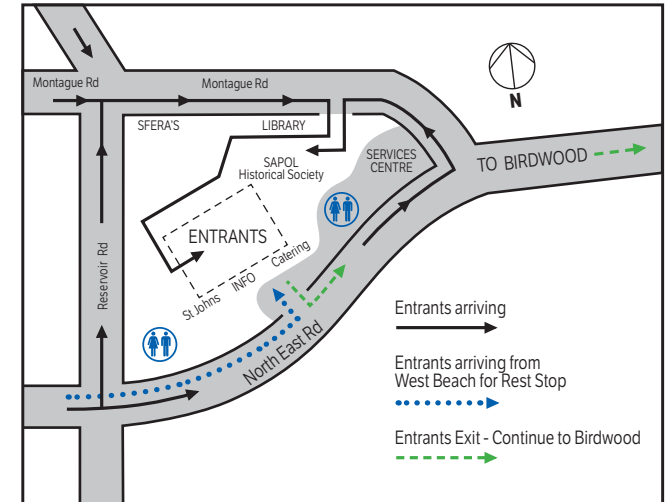 Montague Rd
Montague Rd
N
SFERA'S
LIBRARY
SAPOL
Historical Society
SERVICES
CENTRE
TO BIRDWOOD
ENTRANTS
Reservoir Rd
St Johns
INFO
Catering
North East Rd
Entrants arriving
Entrants arriving from
West Beach for Rest Stop
Entrants Exit - Continue to Birdwood